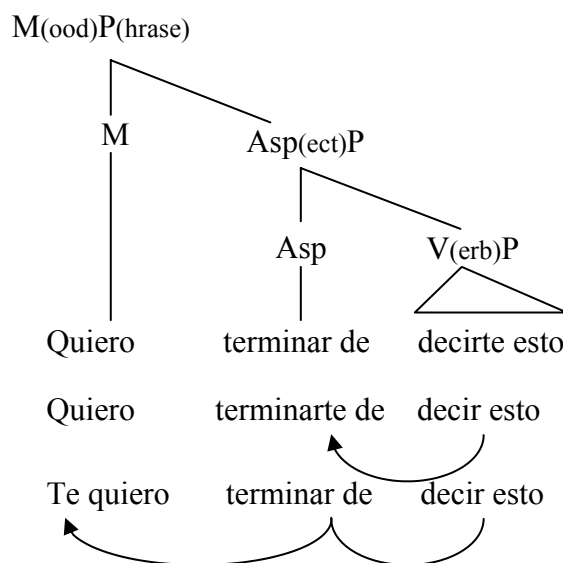 M(ood)P(hrase)
M Asp(ect)P
Asp V(erb)P
Quiero terminar de decirte esto
Quiero terminarte de decir esto
Te quiero terminar de decir esto